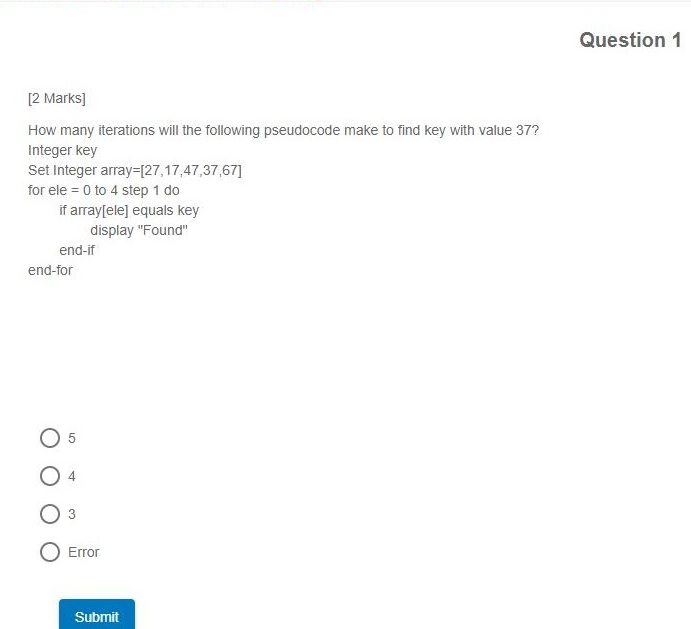 Question 1
[2 Marks]
How many iterations will the following pseudocode make to find key with value 37?
Integer key
Set Integer array=[27,17,47,37,67]
for ele = 0 to 4 step 1 do
if array[ele] equals key
display "Found"
end-if
end-for
5
4
3
Error
Submit